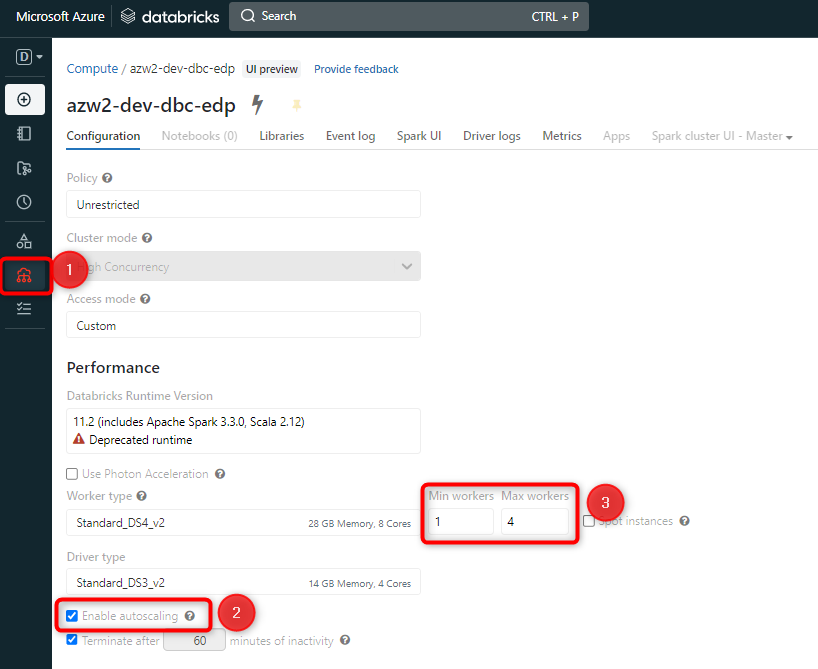 Microsoft Azure databricks Search CTRL + P
D
Compute / azw2-dev-dbc-edp UI preview Provide feedback
azw2-dev-dbc-edp
Configuration Notebooks (0) Libraries Event log Spark UI Driver logs Metrics Apps Spark cluster UI - Master
Policy ?
Unrestricted
Cluster mode ?
1
gh Concurrency
Access mode ?
Custom
Performance
Databricks Runtime Version
11.2 (includes Apache Spark 3.3.0, Scala 2.12)
Deprecated runtime
Use Photon Acceleration ?
Worker type ? Min workers Max workers
3
Standard_DS4_v2 28 GB Memory, 8 Cores 1 4 Spot instances ?
Driver type
Standard_DS3_v2 14 GB Memory, 4 Cores
Enable autoscaling ? 2
Terminate after 60 minutes of inactivity ?